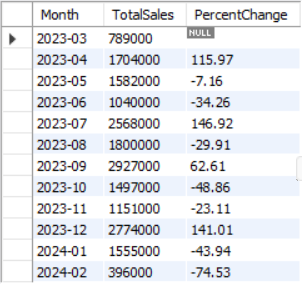 Month TotalSales PercentChange
2023-03 789000 NULL
2023-04 1704000 115.97
2023-05 1582000 -7.16
2023-06 1040000 -34.26
2023-07 2568000 146.92
2023-08 1800000 -29.91
2023-09 2927000 62.61
2023-10 1497000 -48.86
2023-11 1151000 -23.11
2023-12 2774000 141.01
2024-01 1555000 -43.94
2024-02 396000 -74.53